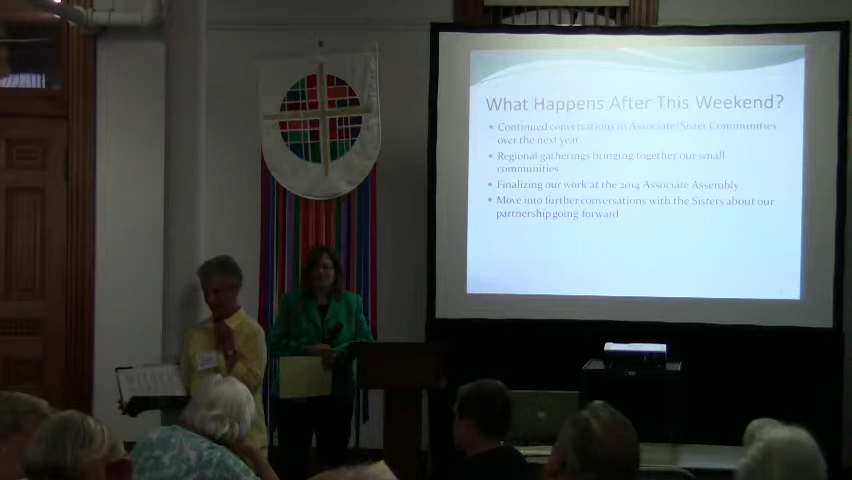 What Happens After This Weekend?
• Continued conversations in Associate/Sister Communities
over the next year
• Regional gatherings bringing together our small
communities
• Finalizing our work at the 2014 Associate Assembly
• Move into further conversations with the Sisters about our
partnership going forward